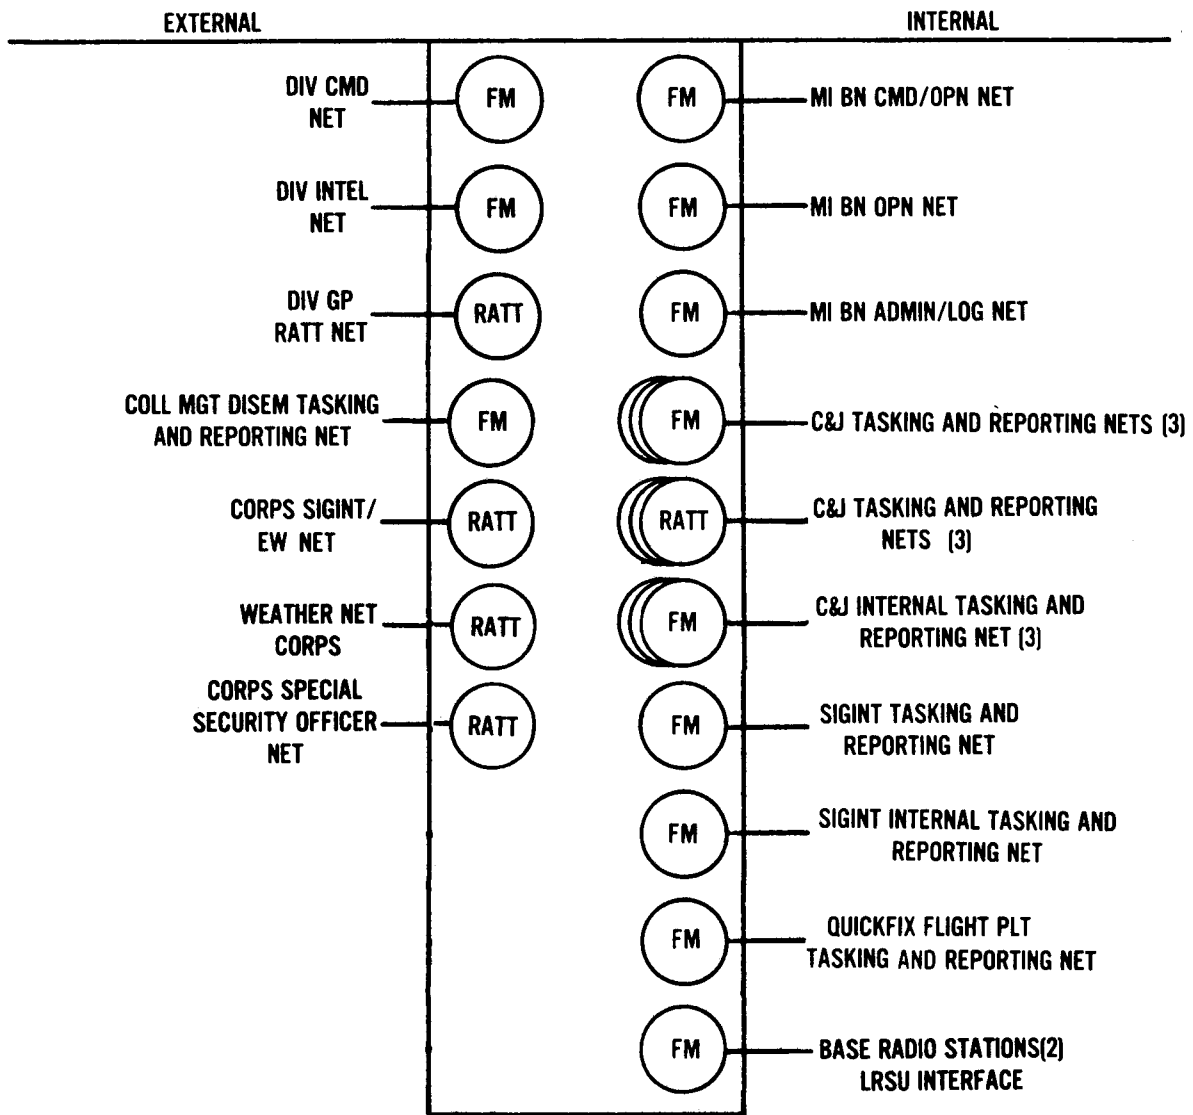 EXTERNAL
INTERNAL
DIV CMD
NET
FM
FM
MI BN CMD/OPN NET
DIV INTEL
NET
FM
FM
MI BN OPN NET
DIV GP
RATT NET
RATT
FM
MI BN ADMIN/LOG NET
COLL MGT DISEM TASKING
AND REPORTING NET
FM
FM
C&J TASKING AND REPORTING NETS (3)
CORPS SIGINT/
EW NET
RATT
RATT
C&J TASKING AND REPORTING
NETS (3)
WEATHER NET
CORPS
RATT
FM
C&J INTERNAL TASKING AND
REPORTING NET (3)
CORPS SPECIAL
SECURITY OFFICER
NET
RATT
FM
SIGINT TASKING AND
REPORTING NET
FM
SIGINT INTERNAL TASKING AND
REPORTING NET
FM
QUICKFIX FLIGHT PLT
TASKING AND REPORTING NET
FM
BASE RADIO STATIONS(2)
LRSU INTERFACE